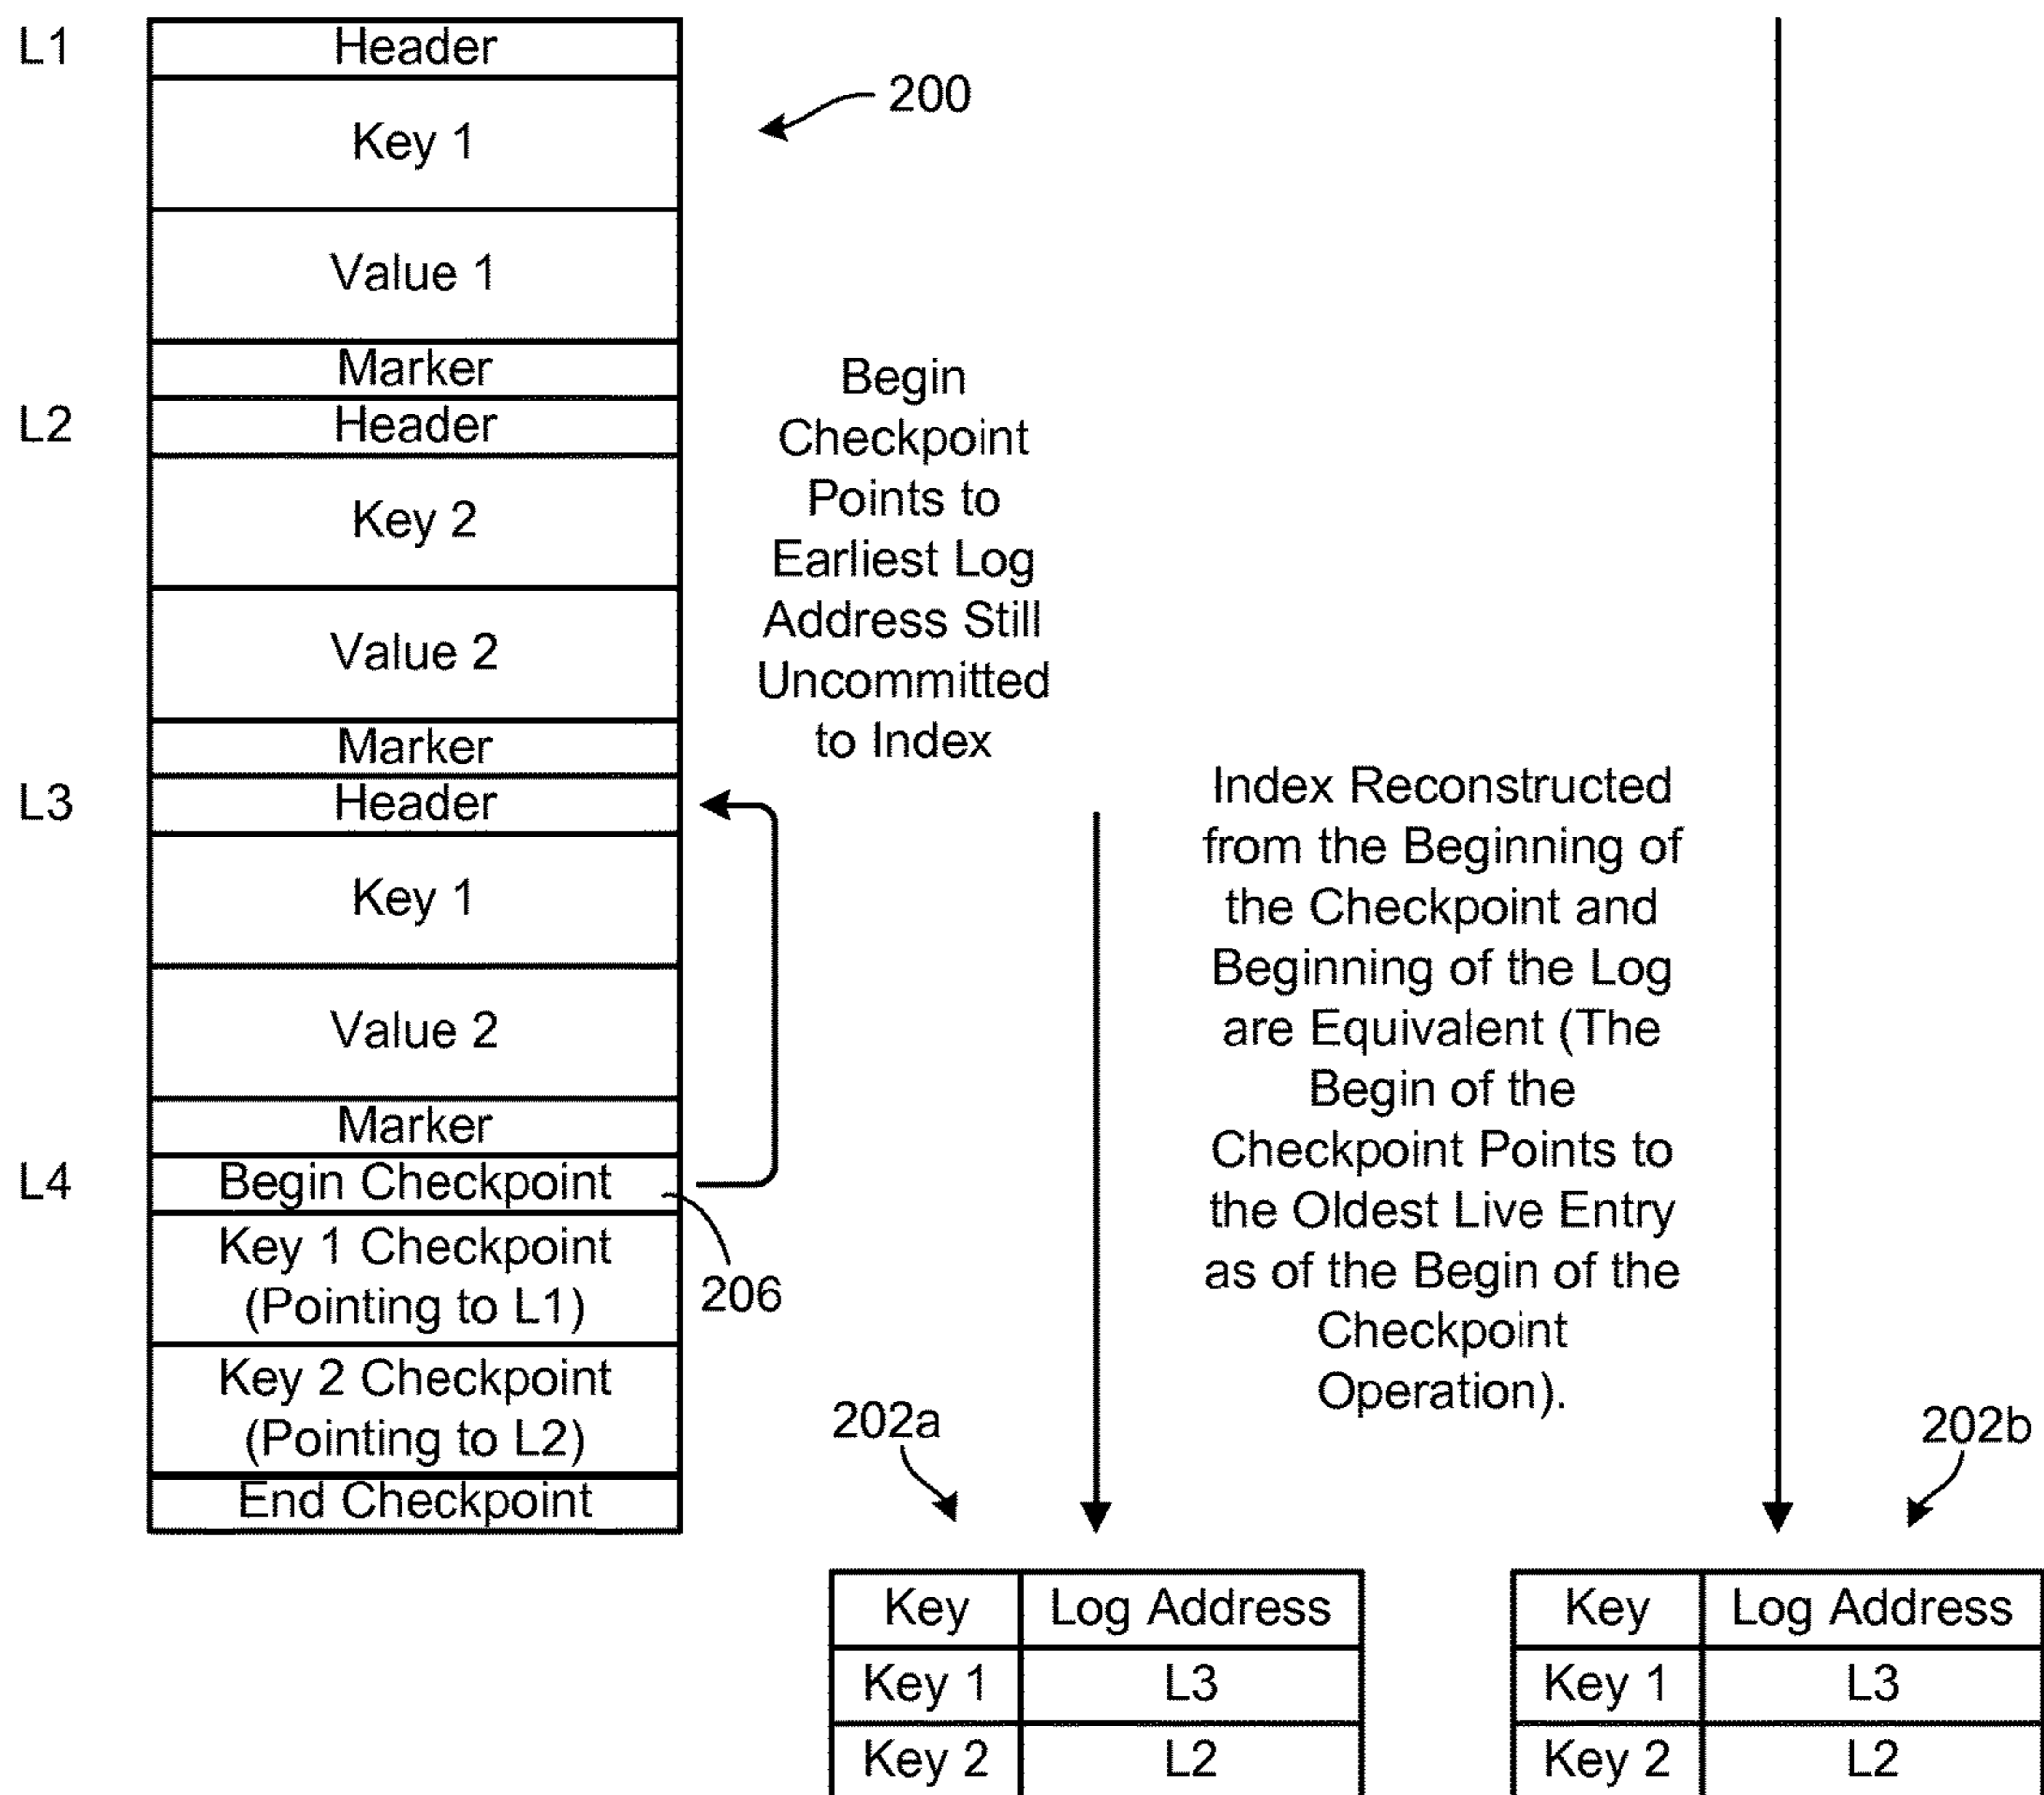 L1
Header
200
Key 1
Value 1
Marker
L2
Header
Key 2
Value 2
Marker
L3
Header
Key 1
Value 2
Marker
L4
Begin Checkpoint
206
Key 1 Checkpoint
(Pointing to L1)
Key 2 Checkpoint
(Pointing to L2)
End Checkpoint
Begin
Checkpoint
Points to
Earliest Log
Address Still
Uncommitted
to Index
Index Reconstructed
from the Beginning of
the Checkpoint and
Beginning of the Log
are Equivalent (The
Begin of the
Checkpoint Points to
the Oldest Live Entry
as of the Begin of the
Checkpoint
Operation).
202a
Key Log Address
Key 1 L3
Key 2 L2
202b
Key Log Address
Key 1 L3
Key 2 L2